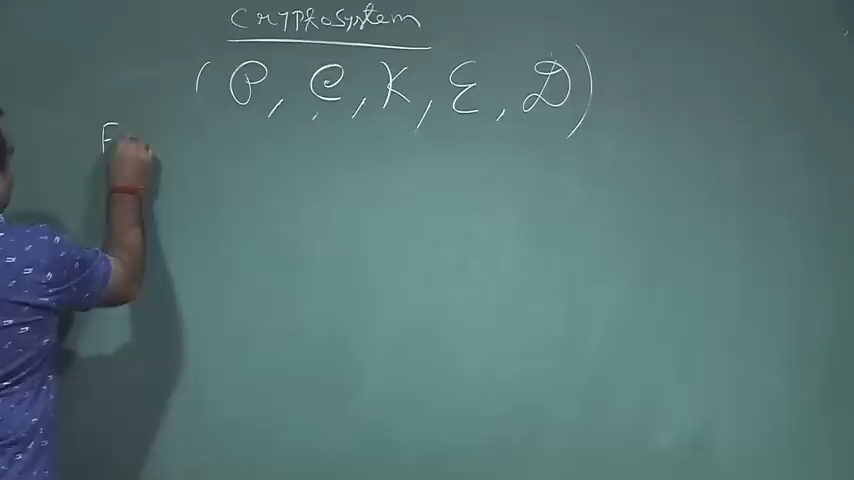 Cryptosystem
(P, C, K, E, D)
F